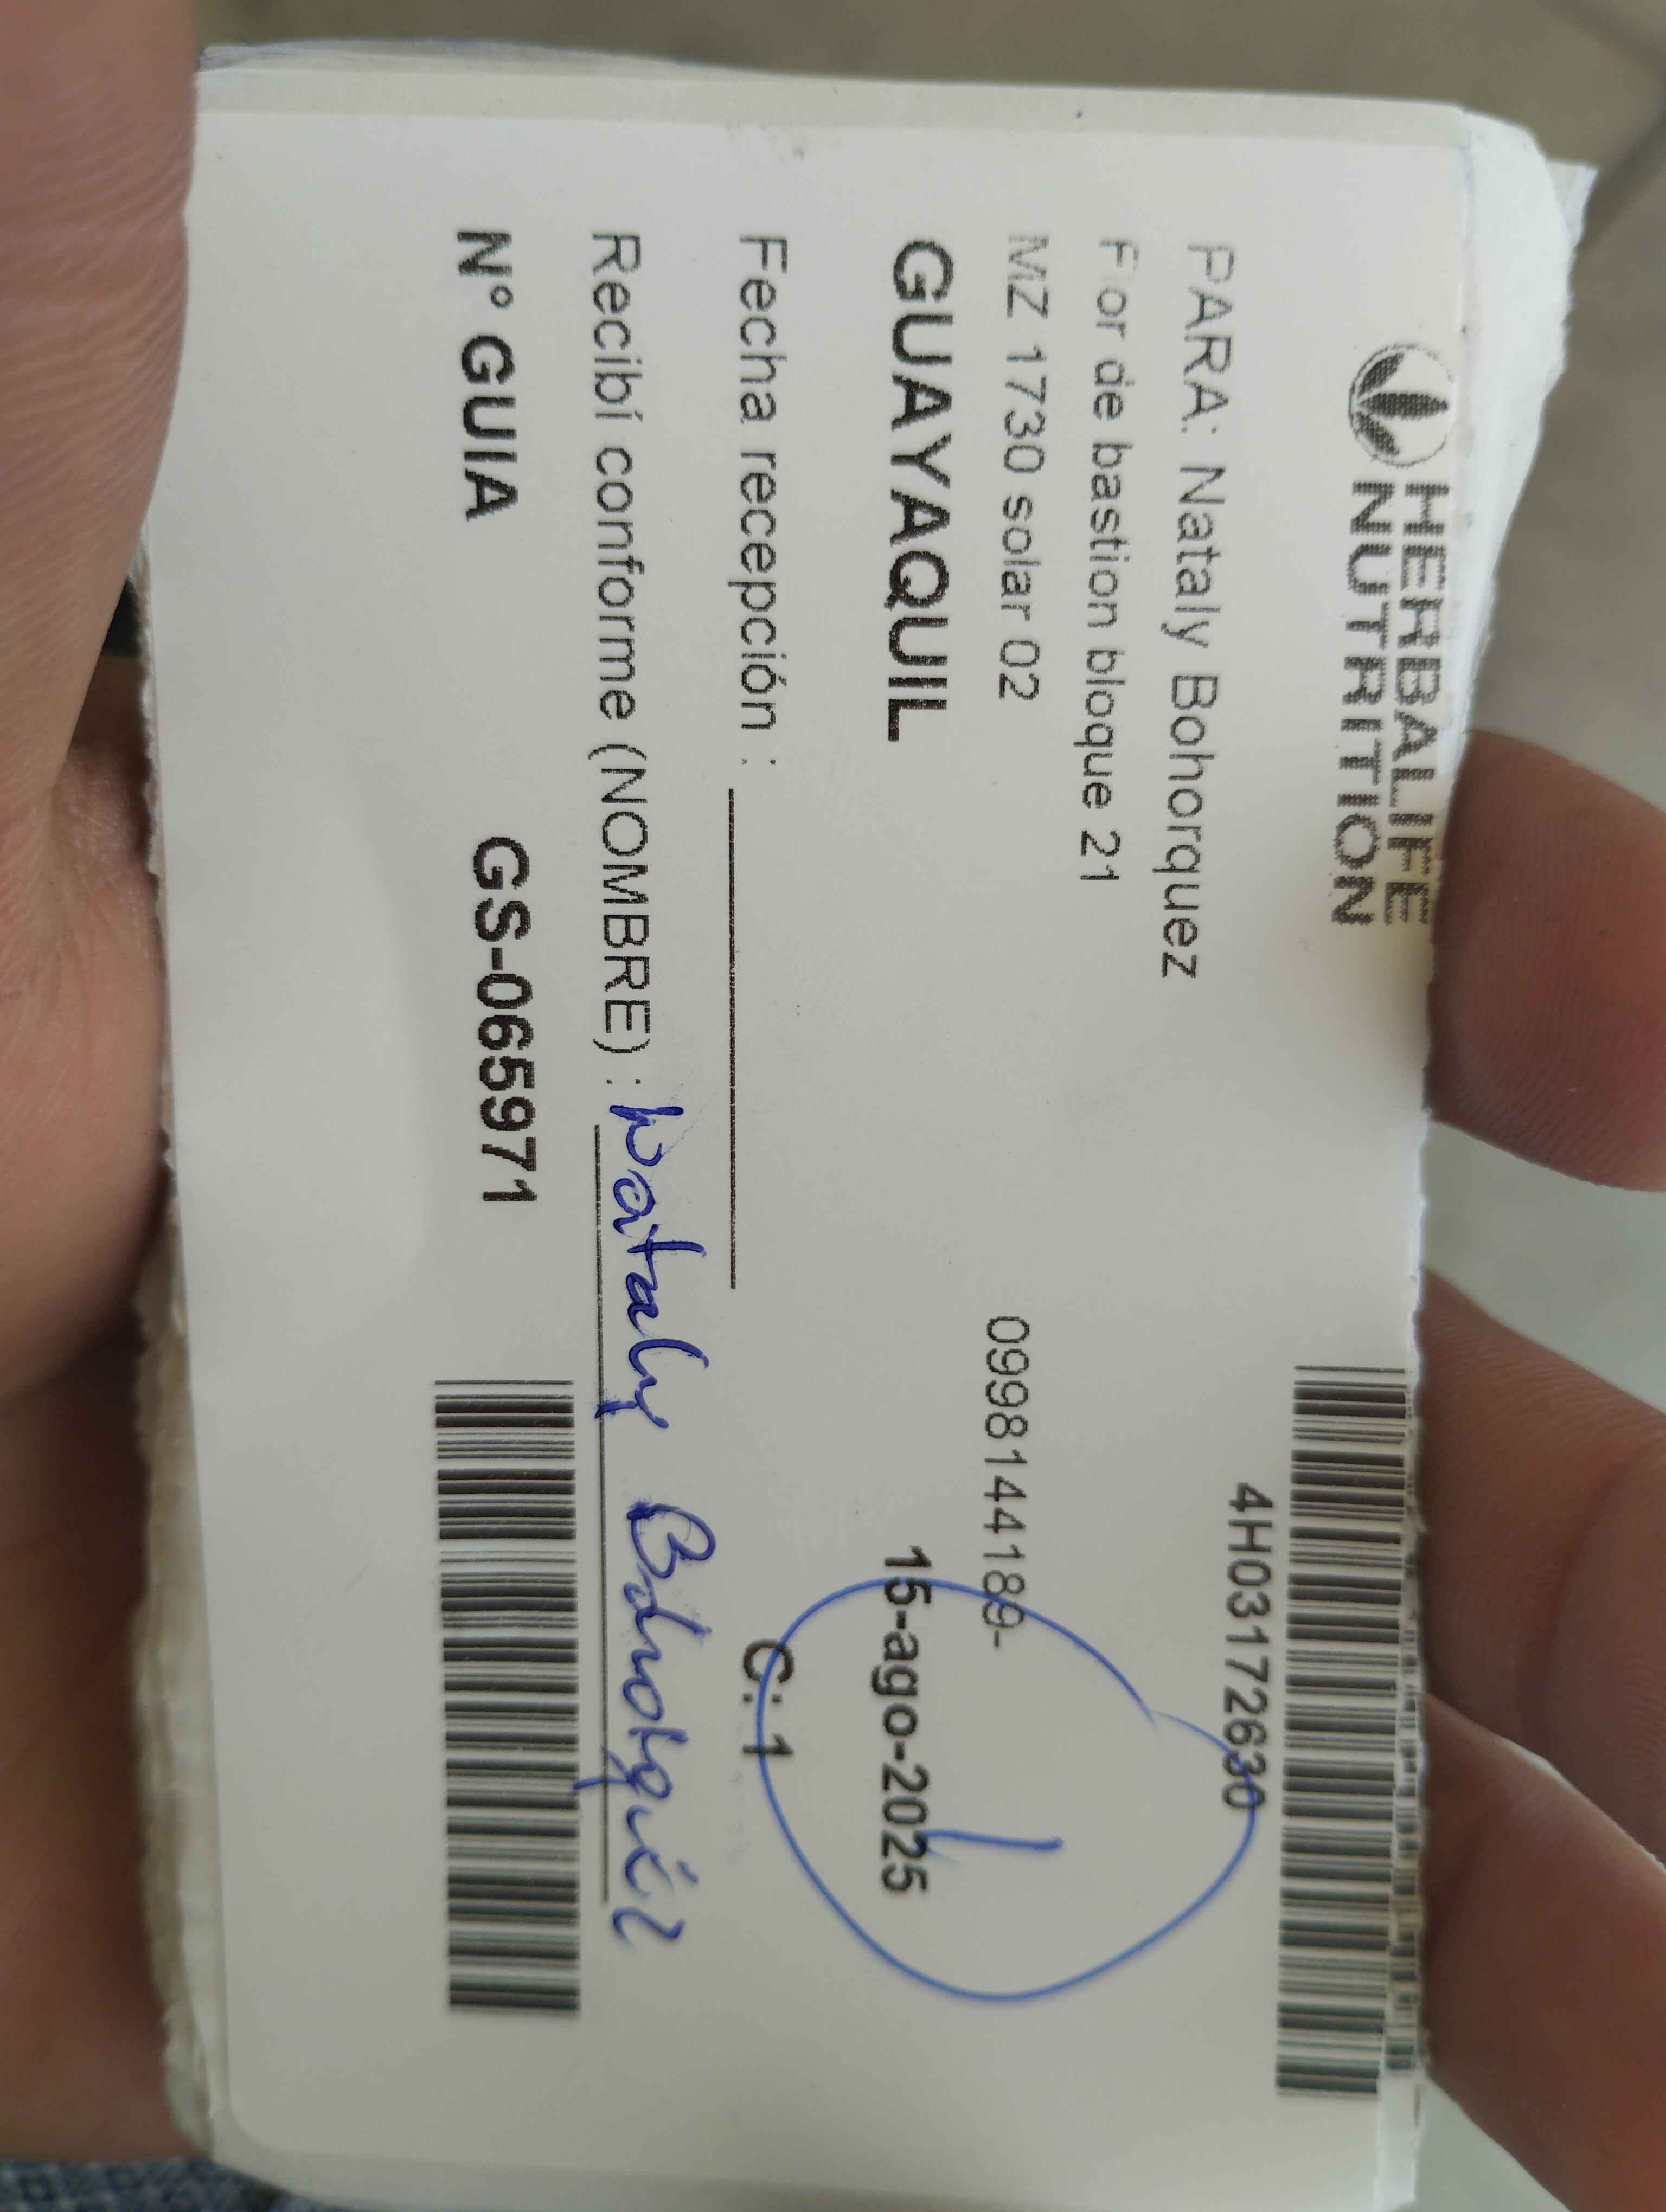 HERBALIFE
NUTRITION
4H03172630
PARA: Nataly Bohorquez
Flor de bastion bloque 21
MZ 1730 solar 02
0998144189-
GUAYAQUIL
15-ago-2025
Fecha recepción :
C: 1
Recibí conforme (NOMBRE) : Nataly
N° GUIA
GS-065971